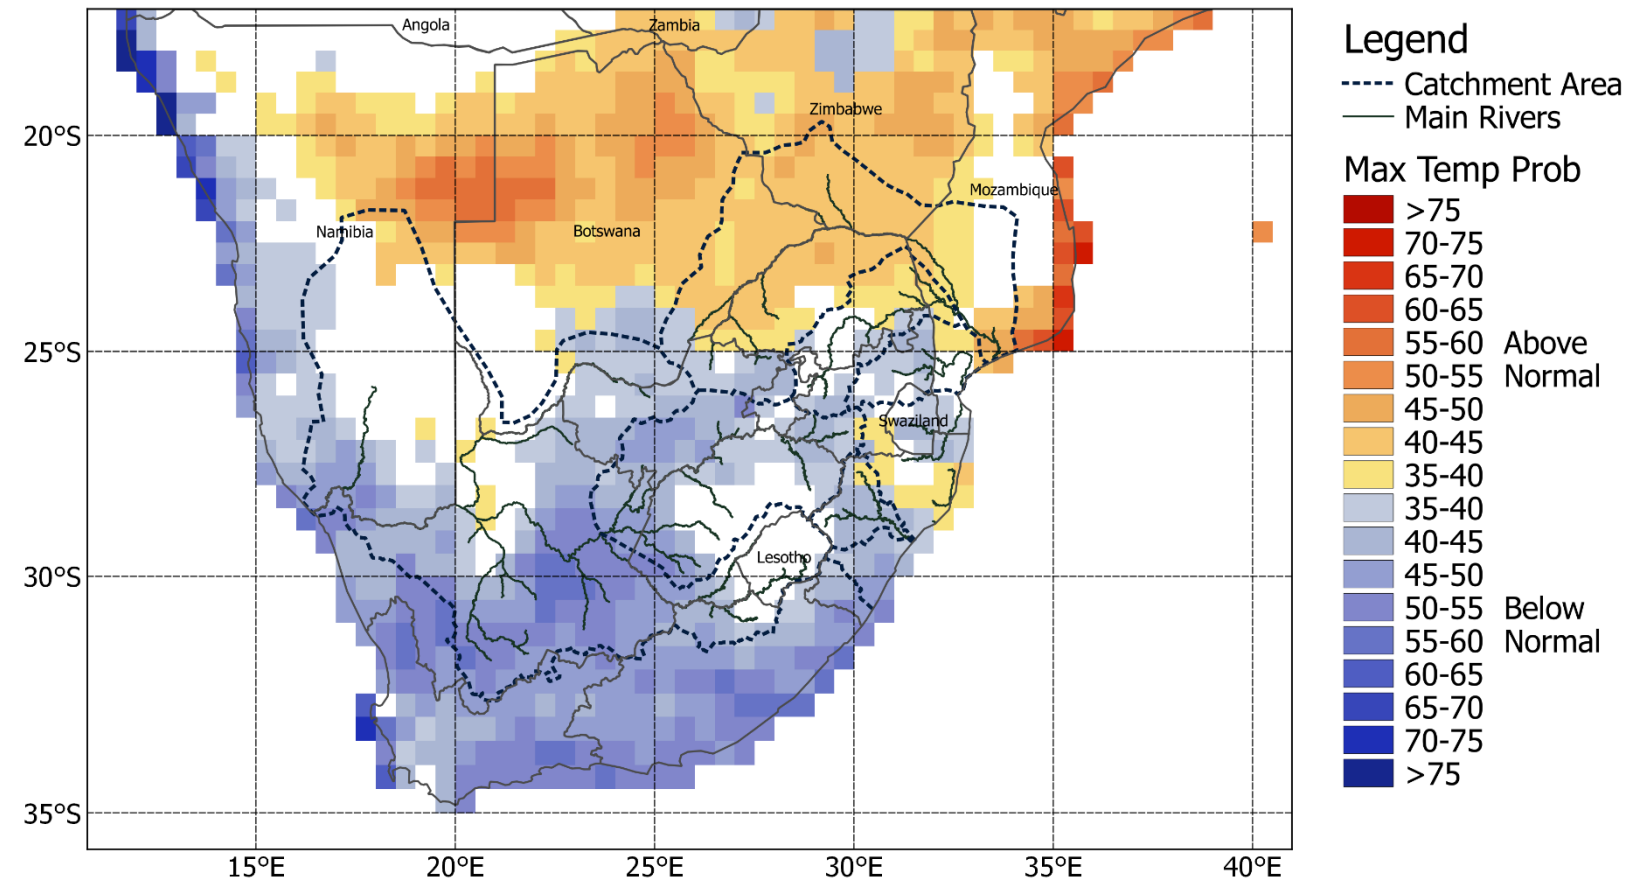 Angola
Zambia
Zimbabwe
Mozambique
Namibia
Botswana
Swaziland
Lesotho
20°S
25°S
30°S
35°S
15°E
20°E
25°E
30°E
35°E
40°E
Legend
Catchment Area
Main Rivers
Max Temp Prob
>75
70-75
65-70
60-65
55-60 Above
50-55 Normal
45-50
40-45
35-40
35-40
40-45
45-50
50-55 Below
55-60 Normal
60-65
65-70
70-75
>75